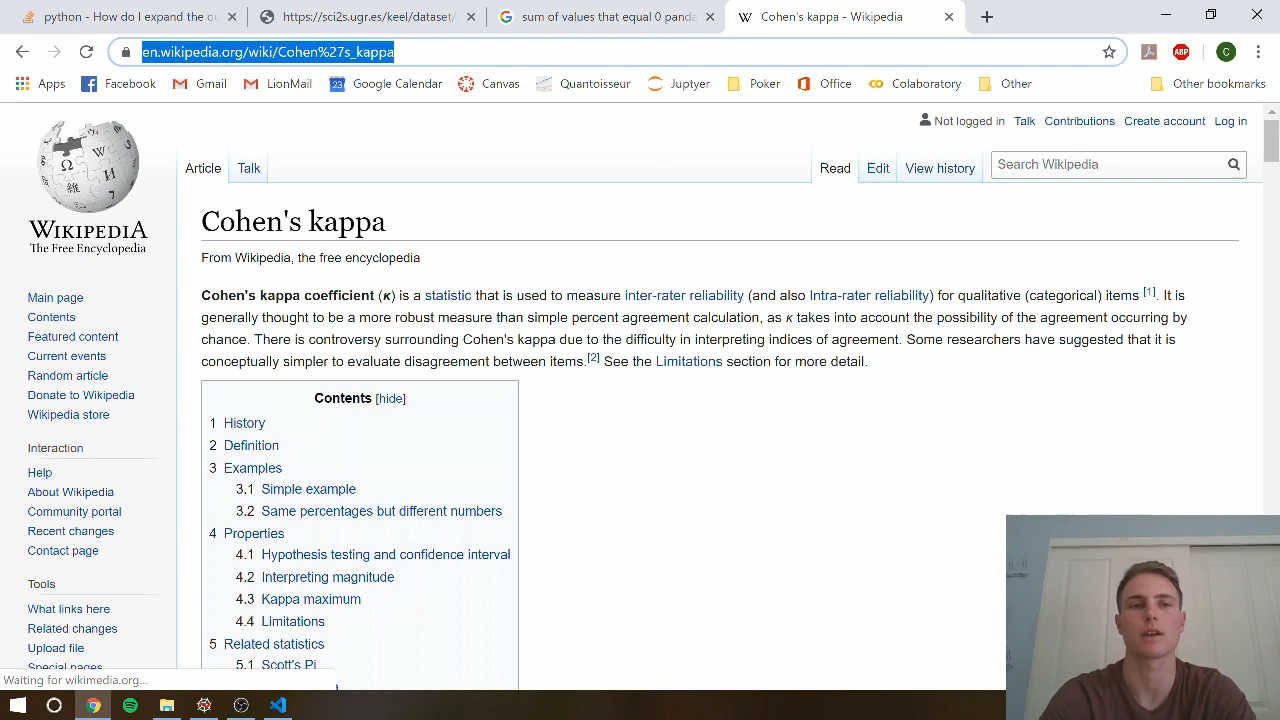 python - How do I expand the ou
https://sci2s.ugr.es/keel/dataset/
sum of values that equal 0 panda
Cohen's kappa - Wikipedia
en.wikipedia.org/wiki/Cohen%27s_kappa
ABP
C
Apps
Facebook
Gmail
LionMail
23
Google Calendar
Canvas
Quantoisseur
Jupyter
Poker
Office
Colaboratory
Other
Other bookmarks
Not logged in Talk Contributions Create account Log in
Article Talk
Read Edit View history
Search Wikipedia
WIKIPEDIA
The Free Encyclopedia
Main page
Contents
Featured content
Current events
Random article
Donate to Wikipedia
Wikipedia store
Interaction
Help
About Wikipedia
Community portal
Recent changes
Contact page
Tools
What links here
Related changes
Upload file
Special pages
Cohen's kappa
From Wikipedia, the free encyclopedia
Cohen's kappa coefficient (κ) is a statistic that is used to measure inter-rater reliability (and also Intra-rater reliability) for qualitative (categorical) items [1]. It is
generally thought to be a more robust measure than simple percent agreement calculation, as κ takes into account the possibility of the agreement occurring by
chance. There is controversy surrounding Cohen's kappa due to the difficulty in interpreting indices of agreement. Some researchers have suggested that it is
conceptually simpler to evaluate disagreement between items.[2] See the Limitations section for more detail.
Contents [hide]
1 History
2 Definition
3 Examples
3.1 Simple example
3.2 Same percentages but different numbers
4 Properties
4.1 Hypothesis testing and confidence interval
4.2 Interpreting magnitude
4.3 Kappa maximum
4.4 Limitations
5 Related statistics
5.1 Scott's Pi
Waiting for wikimedia.org...